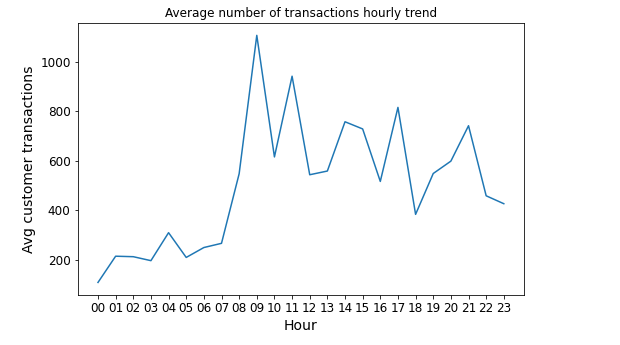 Average number of transactions hourly trend
Avg customer transactions
1000
800
600
400
200
00 01 02 03 04 05 06 07 08 09 10 11 12 13 14 15 16 17 18 19 20 21 22 23
Hour